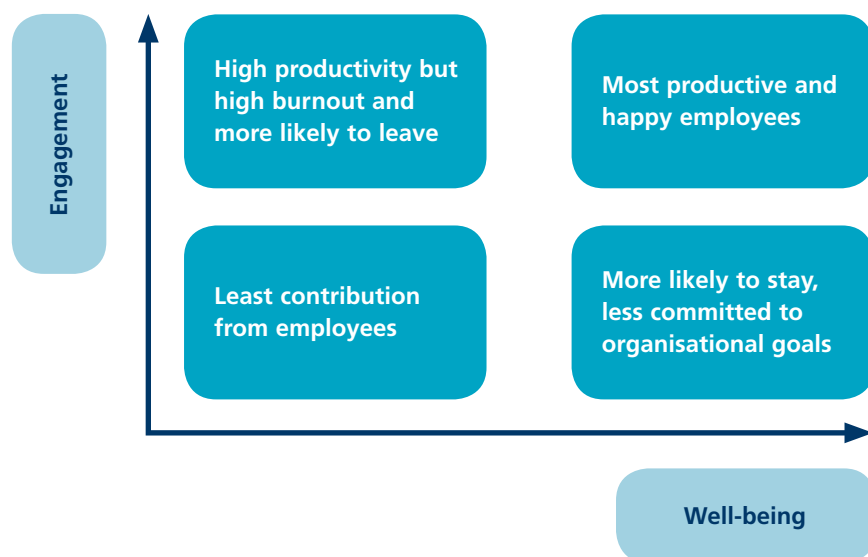 Engagement
High productivity but
high burnout and
more likely to leave
Most productive and
happy employees
Least contribution
from employees
More likely to stay,
less committed to
organisational goals
Well-being